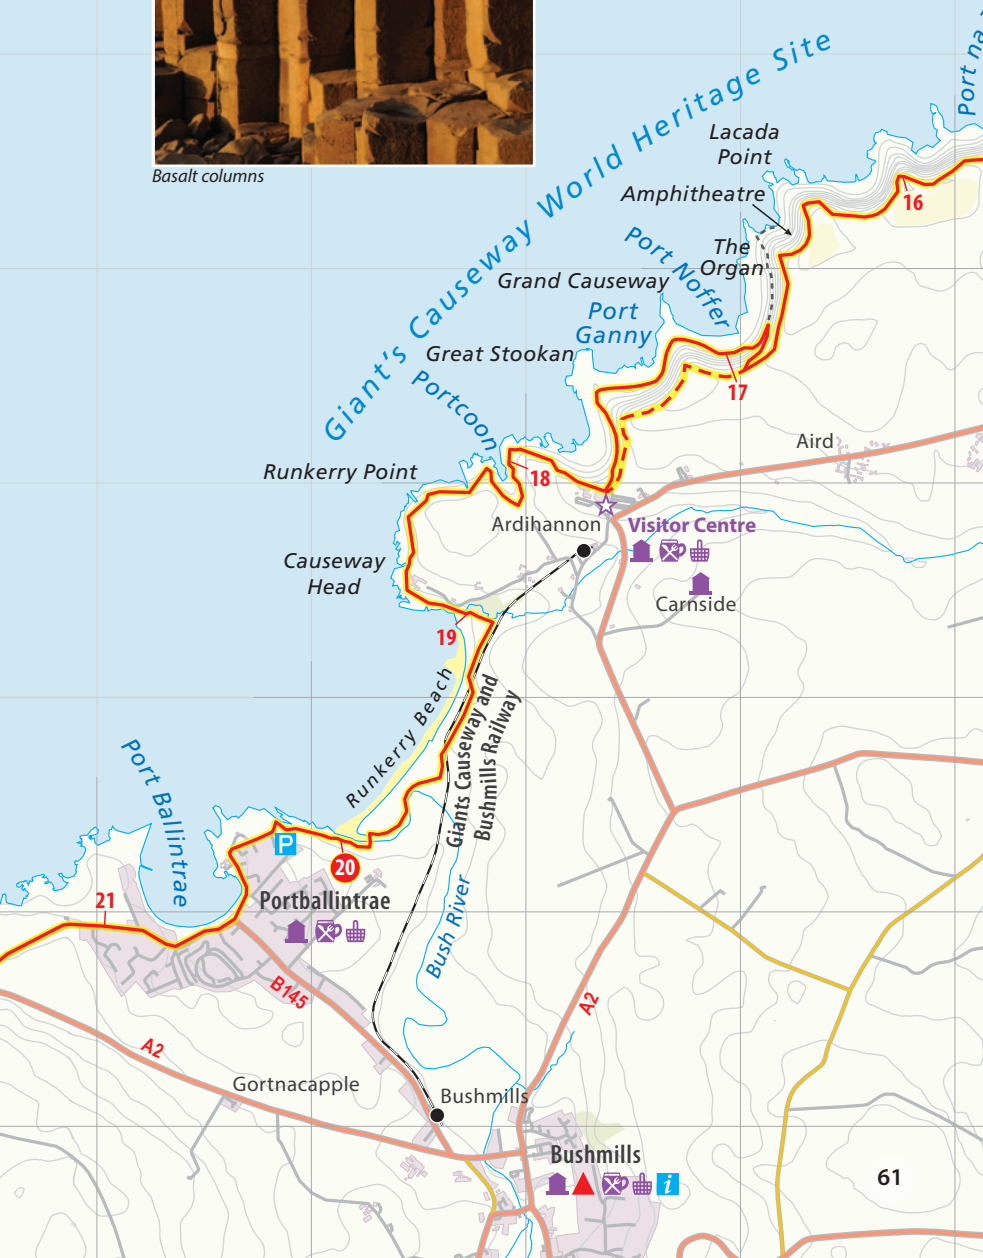 Basalt columns
Giant's Causeway World Heritage Site
Port na
Lacada
Point
Amphitheatre
16
Port Noffer
The
Organ
Grand Causeway
Port
Ganny
Great Stookan
Portcoon
17
Aird
Runkerry Point
18
Ardihannon
Visitor Centre
Causeway
Head
Carnside
19
Runkerry Beach
Giants Causeway and
Bushmills Railway
Port Ballintrae
P
20
21
Portballintrae
Bush River
B145
A2
A2
Gortnacapple
Bushmills
Bushmills
i
61